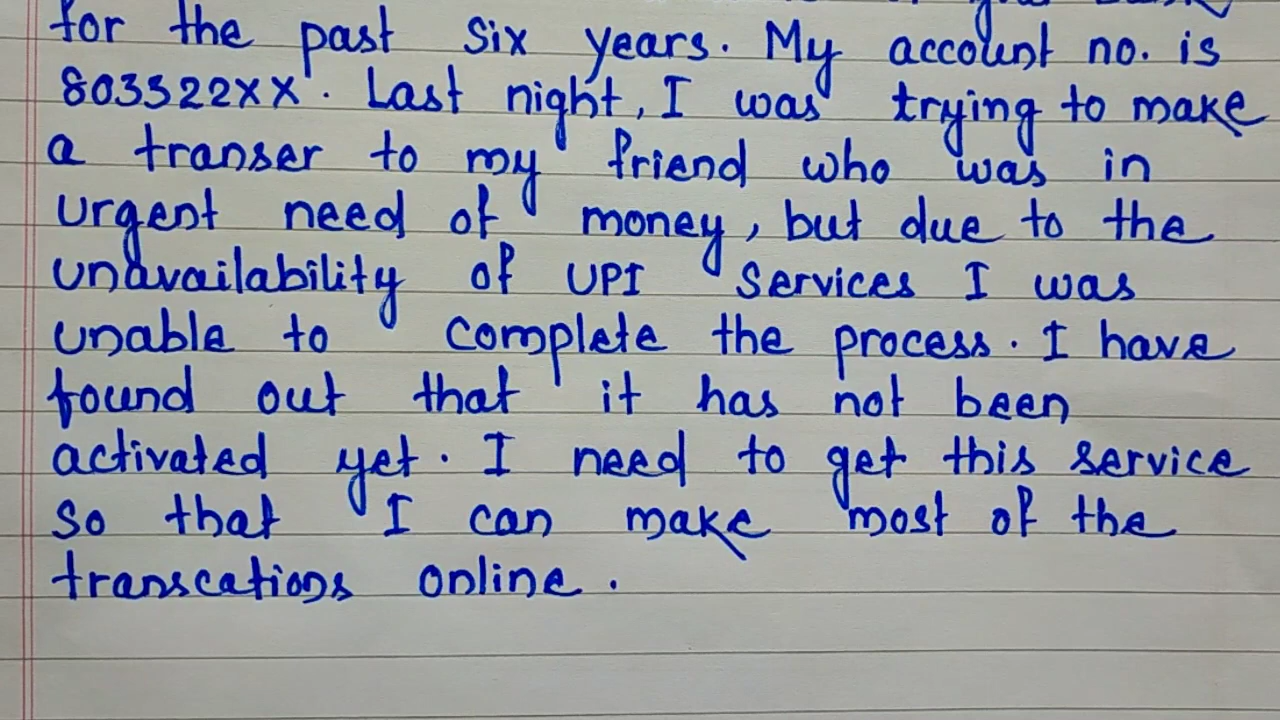 for the past six years. My account no. is
803322XX. Last night, I was trying to make
a transer to my friend who was in
urgent need of money, but due to the
unavailability of UPI services I was
unable to complete the process. I have
found out that it has not been
activated yet. I need to get this service
so that I can make most of the
transcations online.